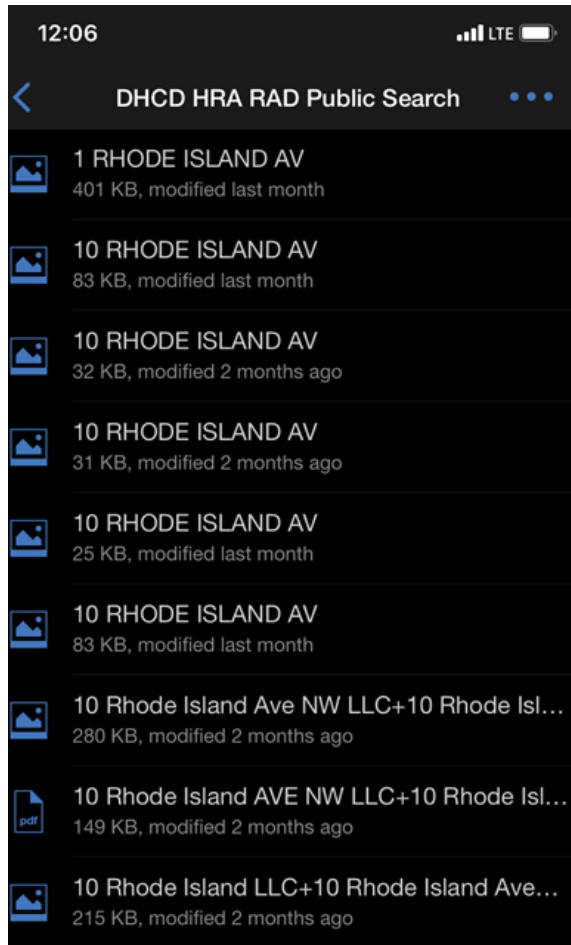 12:06
LTE
DHCD HRA RAD Public Search
1 RHODE ISLAND AV
401 KB, modified last month
10 RHODE ISLAND AV
83 KB, modified last month
10 RHODE ISLAND AV
32 KB, modified 2 months ago
10 RHODE ISLAND AV
31 KB, modified 2 months ago
10 RHODE ISLAND AV
25 KB, modified last month
10 RHODE ISLAND AV
83 KB, modified last month
10 Rhode Island Ave NW LLC+10 Rhode Isl...
280 KB, modified 2 months ago
pdf
10 Rhode Island AVE NW LLC+10 Rhode Isl...
149 KB, modified 2 months ago
10 Rhode Island LLC+10 Rhode Island Ave...
215 KB, modified 2 months ago